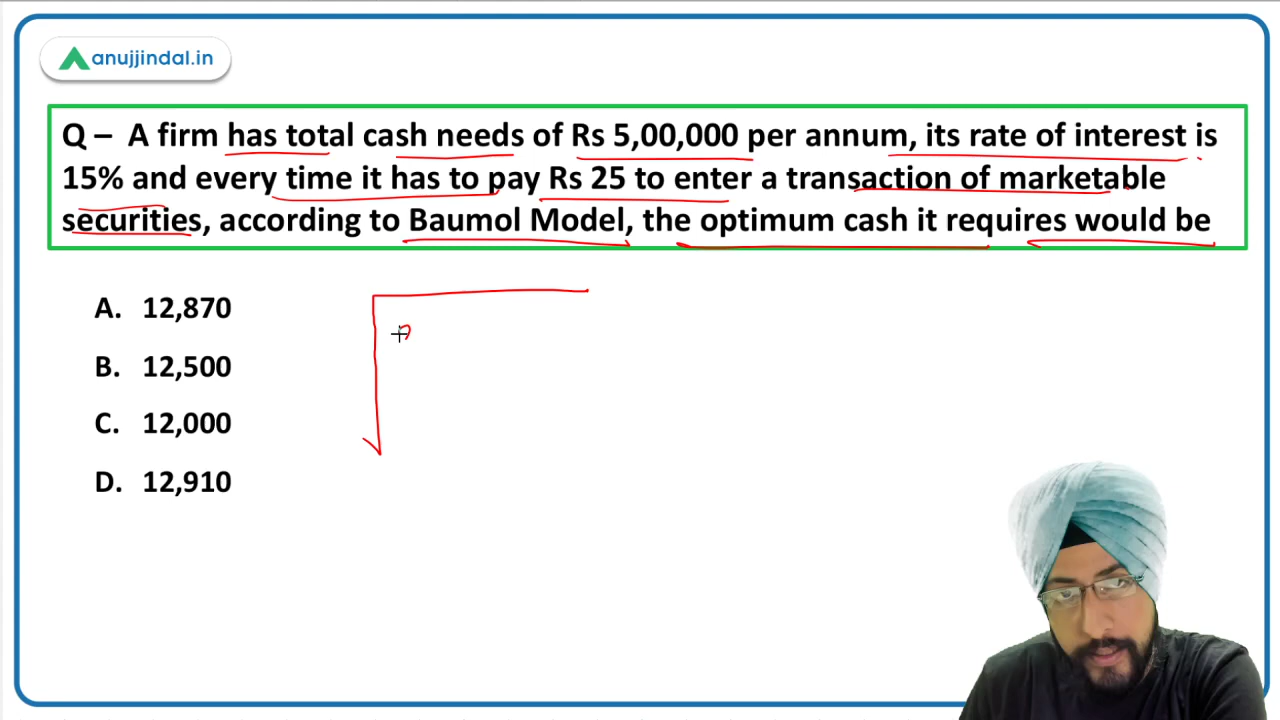 anujjindal.in
Q – A firm has total cash needs of Rs 5,00,000 per annum, its rate of interest is
15% and every time it has to pay Rs 25 to enter a transaction of marketable
securities, according to Baumol Model, the optimum cash it requires would be
A. 12,870
B. 12,500
C. 12,000
D. 12,910